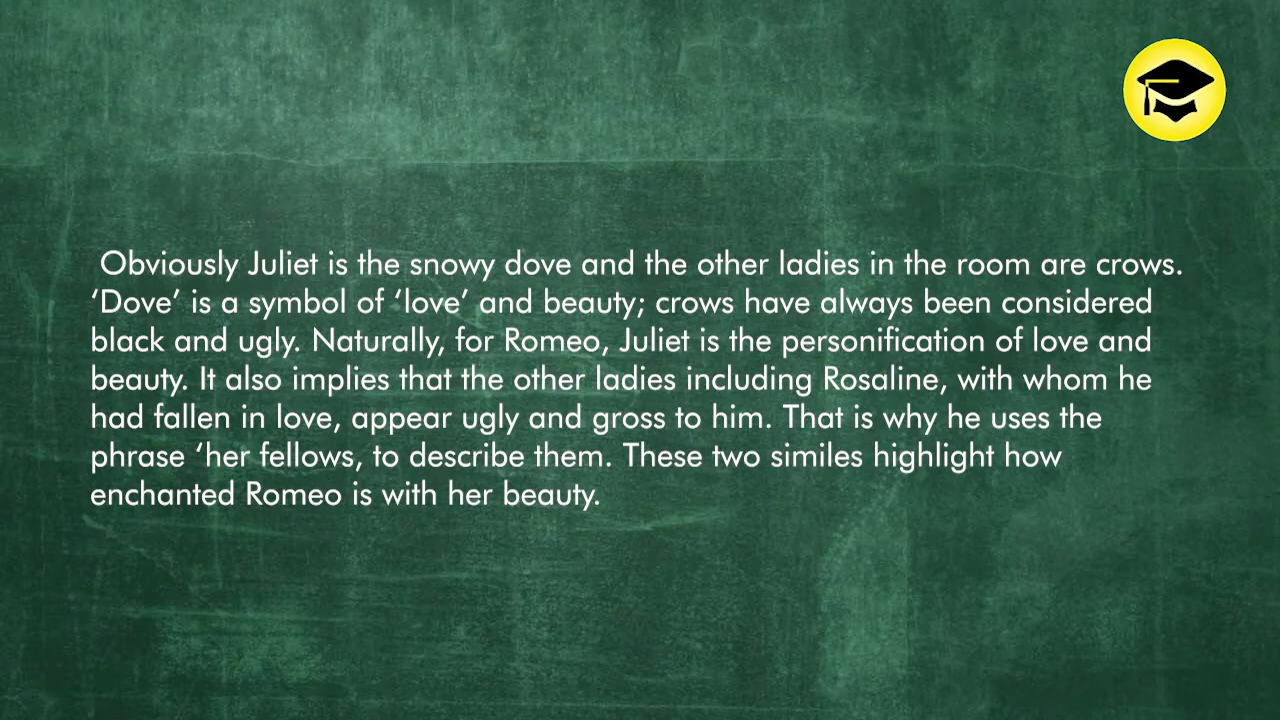 Obviously Juliet is the snowy dove and the other ladies in the room are crows.
‘Dove’ is a symbol of ‘love’ and beauty; crows have always been considered
black and ugly. Naturally, for Romeo, Juliet is the personification of love and
beauty. It also implies that the other ladies including Rosaline, with whom he
had fallen in love, appear ugly and gross to him. That is why he uses the
phrase ‘her fellows, to describe them. These two similes highlight how
enchanted Romeo is with her beauty.